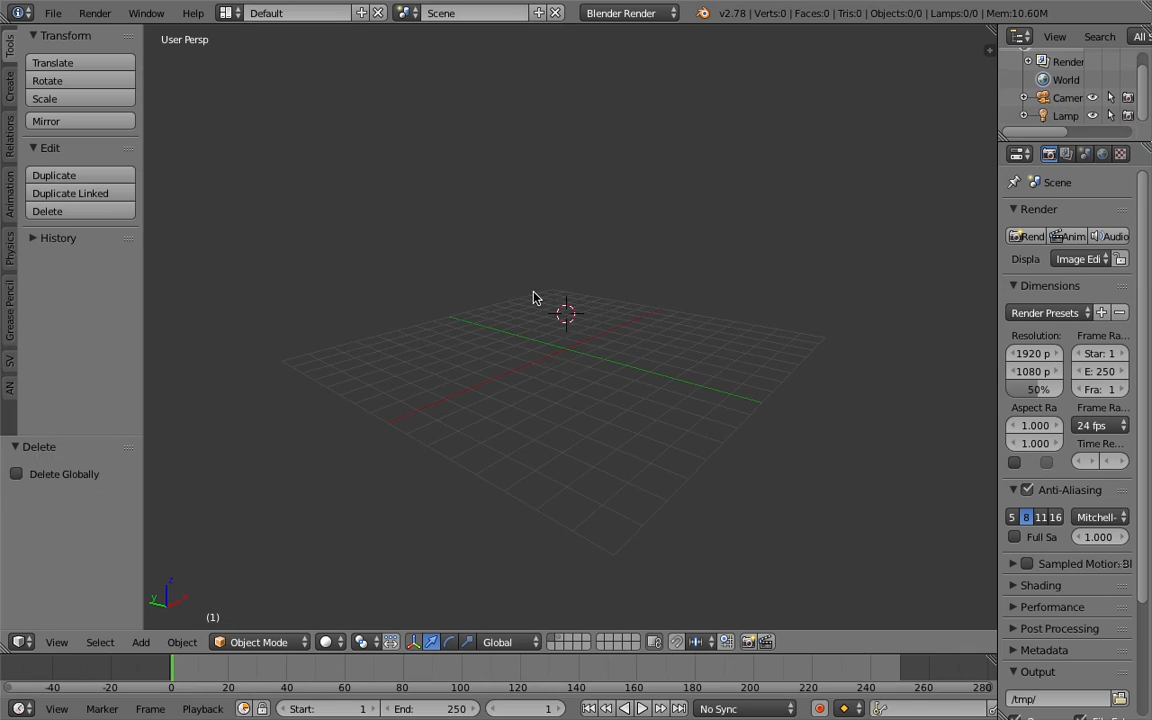 File Render Window Help Default Scene Blender Render v2.78 | Verts:0 | Faces:0 | Tris:0 | Objects:0/0 | Lamps:0/0 | Mem:10.60M
User Persp
Tools
Create
Relations
Animation
Physics
Grease Pencil
SV
AN
Transform
Translate
Rotate
Scale
Mirror
Edit
Duplicate
Duplicate Linked
Delete
History
Delete
Delete Globally
z
y x
(1)
View Select Add Object Object Mode Global
-40 -20 0 20 40 60 80 100 120 140 160 180 200 220 240 260 280
View Marker Frame Playback Start: 1 End: 250 1 No Sync
View Search All S
Render
World
Camer
Lamp
Scene
Render
Rend Anim Audio
Displa Image Edi
Dimensions
Render Presets
Resolution: Frame Ra...
1920 p Star: 1
1080 p E: 250
50% Fra: 1
Aspect Ra Frame Ra...
1.000 24 fps
1.000 Time Re...
Anti-Aliasing
5 8 11 16 Mitchell-
Full Sa 1.000
Sampled Motion Bl
Shading
Performance
Post Processing
Metadata
Output
/tmp/